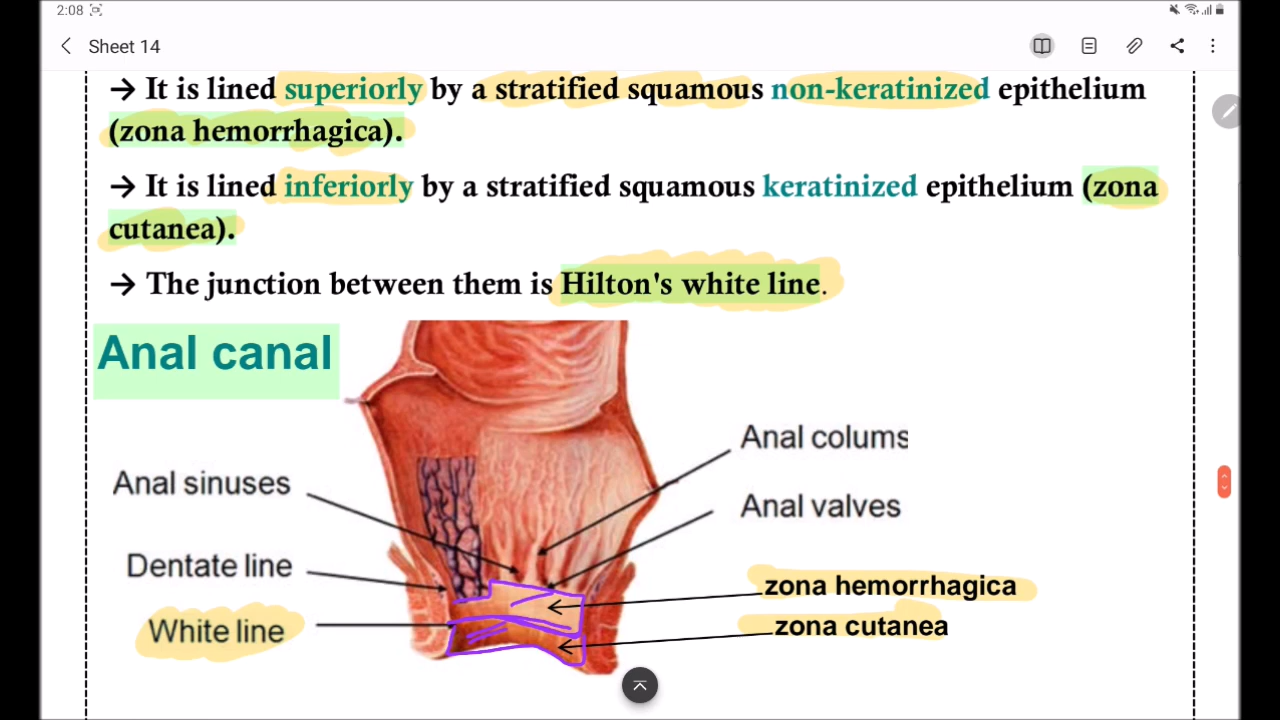 2:08
Sheet 14
→ It is lined superiorly by a stratified squamous non-keratinized epithelium
(zona hemorrhagica).
→ It is lined inferiorly by a stratified squamous keratinized epithelium (zona
cutanea).
→ The junction between them is Hilton's white line.
Anal canal
Anal colums
Anal sinuses
Anal valves
Dentate line
zona hemorrhagica
White line
zona cutanea